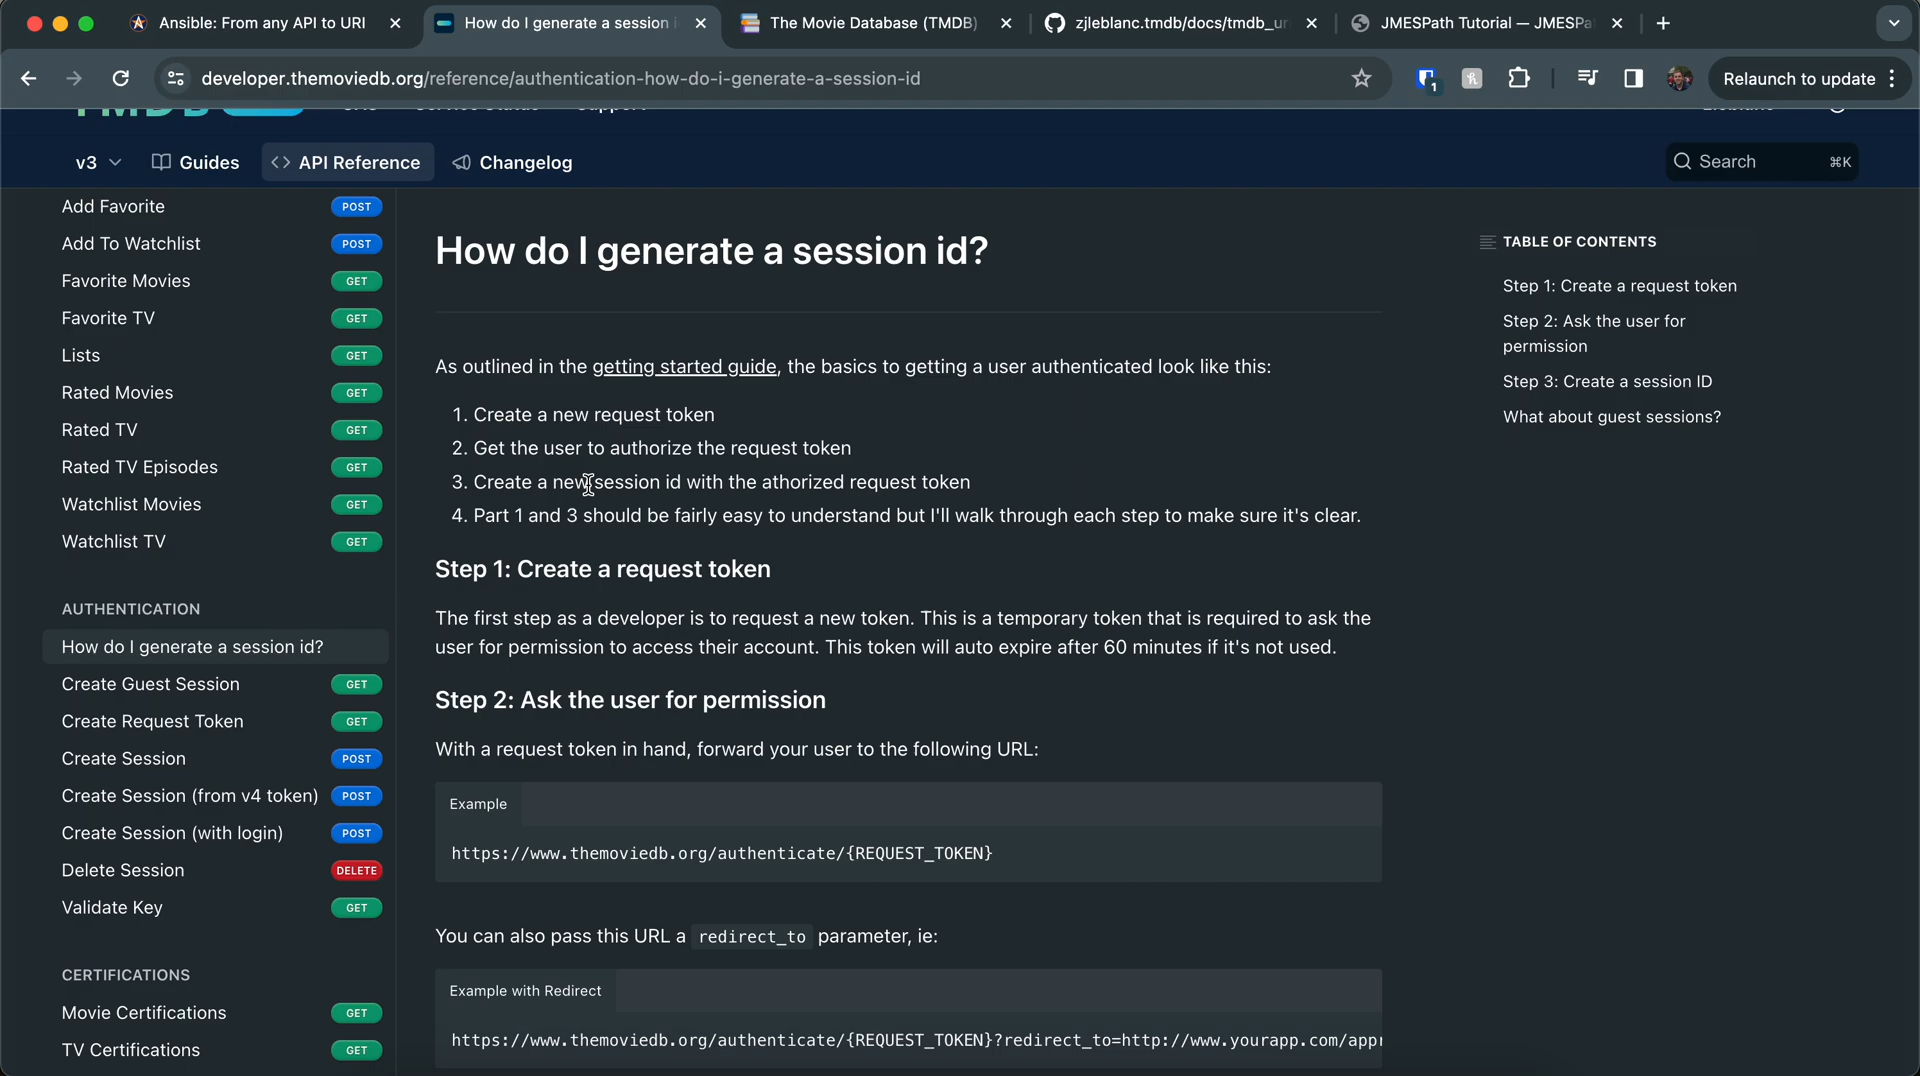 Ansible: From any API to URI
How do I generate a session i
The Movie Database (TMDB)
zjleblanc.tmdb/docs/tmdb_ur
JMESPath Tutorial — JMESPa
developer.themoviedb.org/reference/authentication-how-do-i-generate-a-session-id
1
Relaunch to update
v3
Guides
API Reference
Changelog
Search
⌘K
Add Favorite POST
Add To Watchlist POST
Favorite Movies GET
Favorite TV GET
Lists GET
Rated Movies GET
Rated TV GET
Rated TV Episodes GET
Watchlist Movies GET
Watchlist TV GET
AUTHENTICATION
How do I generate a session id?
Create Guest Session GET
Create Request Token GET
Create Session POST
Create Session (from v4 token) POST
Create Session (with login) POST
Delete Session DELETE
Validate Key GET
CERTIFICATIONS
Movie Certifications GET
TV Certifications GET
How do I generate a session id?
As outlined in the getting started guide, the basics to getting a user authenticated look like this:
1. Create a new request token
2. Get the user to authorize the request token
3. Create a new session id with the athorized request token
4. Part 1 and 3 should be fairly easy to understand but I'll walk through each step to make sure it's clear.
Step 1: Create a request token
The first step as a developer is to request a new token. This is a temporary token that is required to ask the
user for permission to access their account. This token will auto expire after 60 minutes if it's not used.
Step 2: Ask the user for permission
With a request token in hand, forward your user to the following URL:
Example
https://www.themoviedb.org/authenticate/{REQUEST_TOKEN}
You can also pass this URL a redirect_to parameter, ie:
Example with Redirect
https://www.themoviedb.org/authenticate/{REQUEST_TOKEN}?redirect_to=http://www.yourapp.com/appr
TABLE OF CONTENTS
Step 1: Create a request token
Step 2: Ask the user for
permission
Step 3: Create a session ID
What about guest sessions?